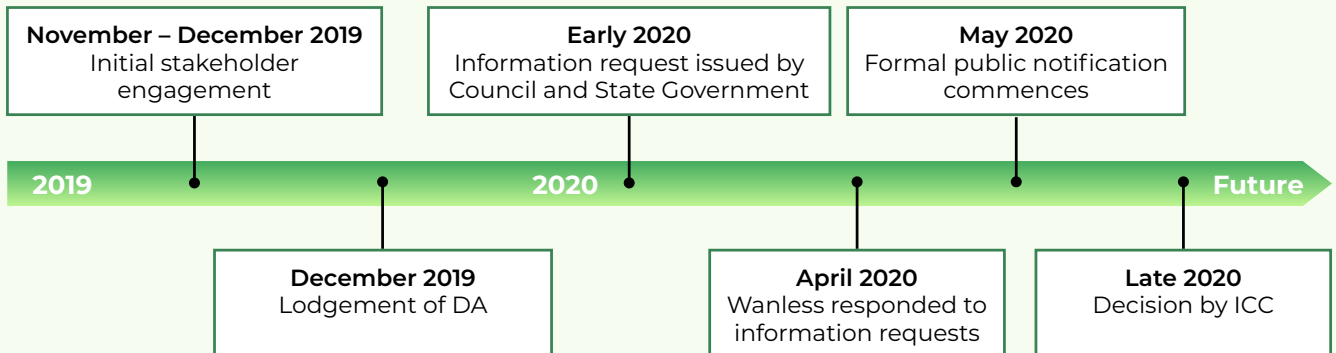 November – December 2019
Initial stakeholder
engagement
Early 2020
Information request issued by
Council and State Government
May 2020
Formal public notification
commences
2019
2020
Future
December 2019
Lodgement of DA
April 2020
Wanless responded to
information requests
Late 2020
Decision by ICC